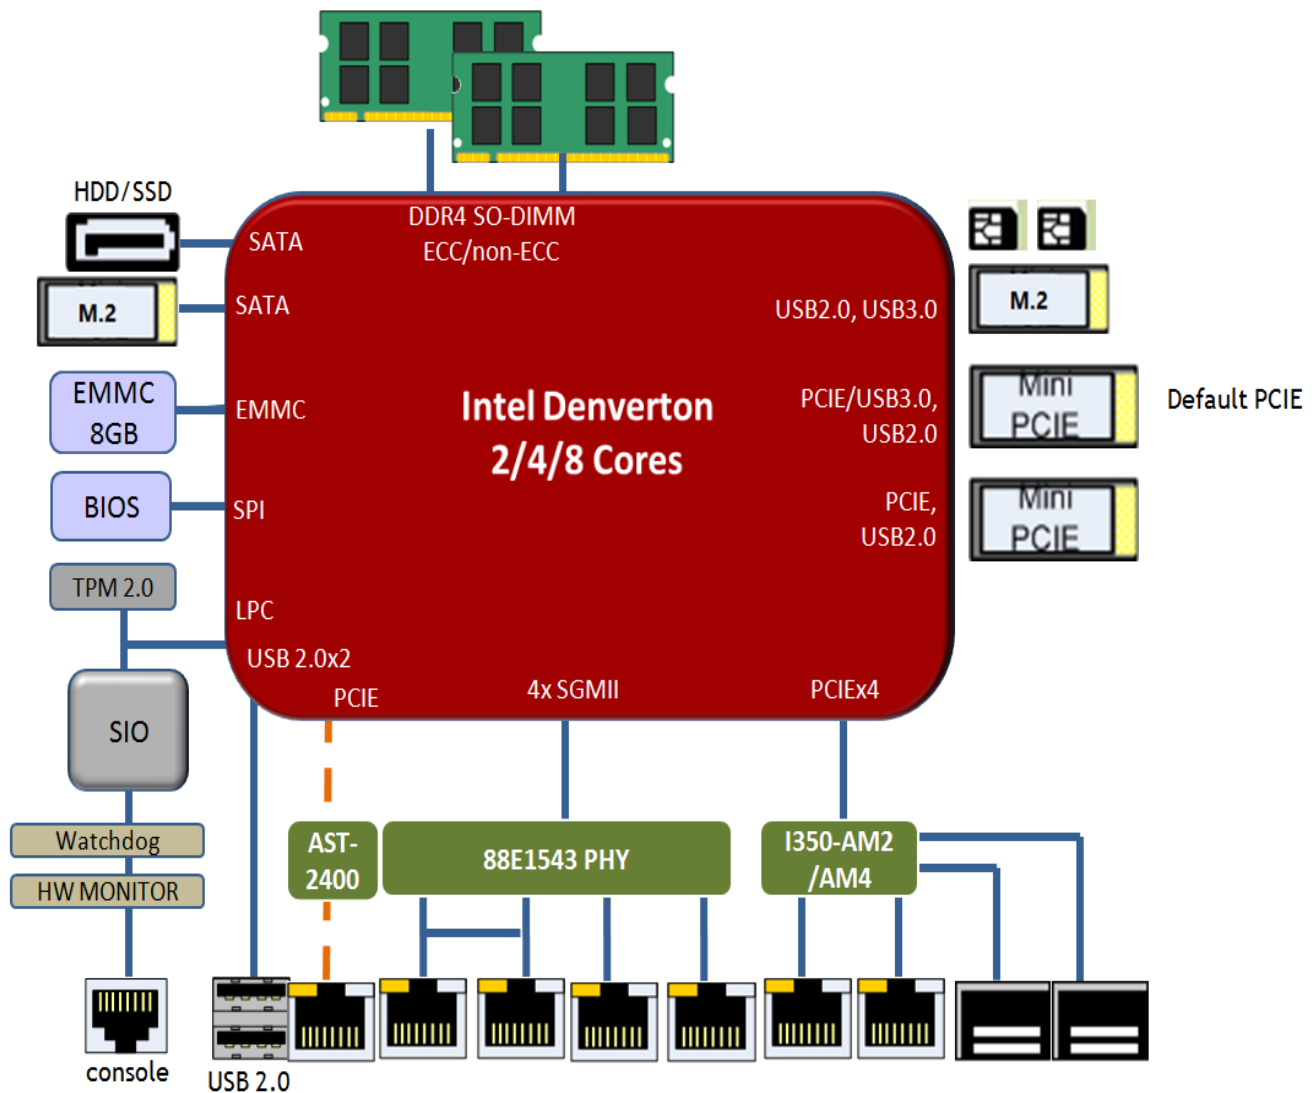 HDD/SSD
DDR4 SO-DIMM
ECC/non-ECC
SATA
M.2
SATA
USB2.0, USB3.0
M.2
EMMC
8GB
EMMC
Intel Denverton
2/4/8 Cores
PCIE/USB3.0,
USB2.0
Mini
PCIE
Default PCIE
BIOS
SPI
PCIE,
USB2.0
Mini
PCIE
TPM 2.0
LPC
USB 2.0x2
PCIE
4x SGMII
PCIEx4
SIO
Watchdog
HW MONITOR
AST-
2400
88E1543 PHY
I350-AM2
/AM4
console
USB 2.0